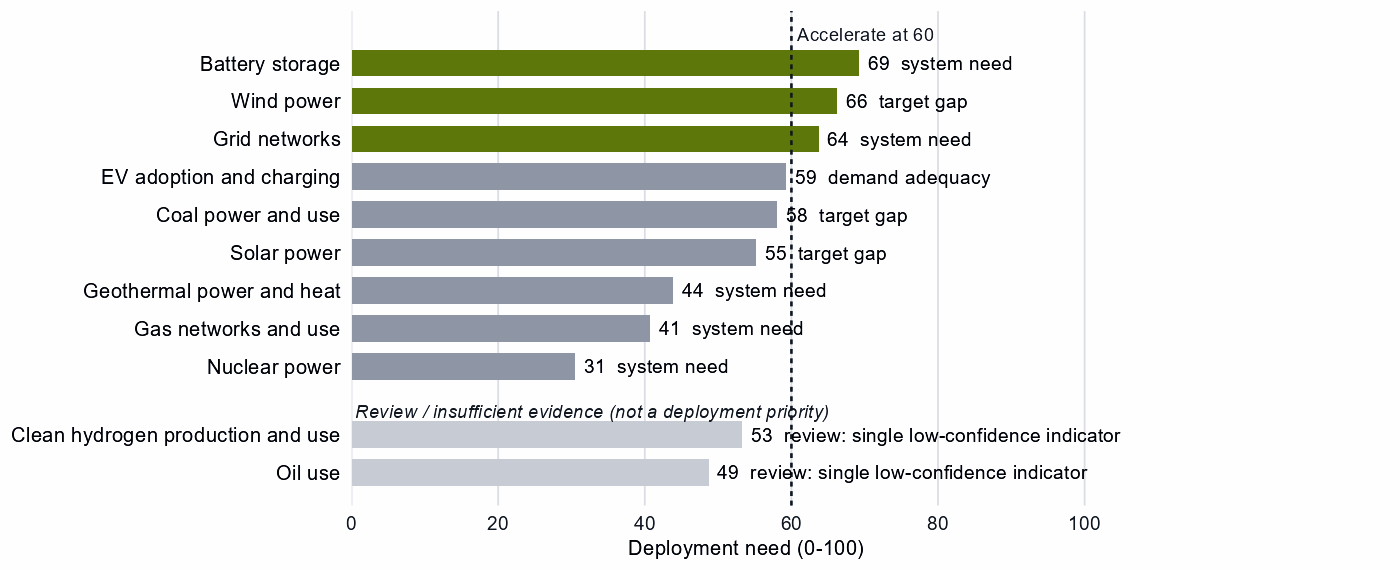 Accelerate at 60
Battery storage 69 system need
Wind power 66 target gap
Grid networks 64 system need
EV adoption and charging 59 demand adequacy
Coal power and use 58 target gap
Solar power 55 target gap
Geothermal power and heat 44 system need
Gas networks and use 41 system need
Nuclear power 31 system need
Review / insufficient evidence (not a deployment priority)
Clean hydrogen production and use 53 review: single low-confidence indicator
Oil use 49 review: single low-confidence indicator
0 20 40 60 80 100
Deployment need (0-100)